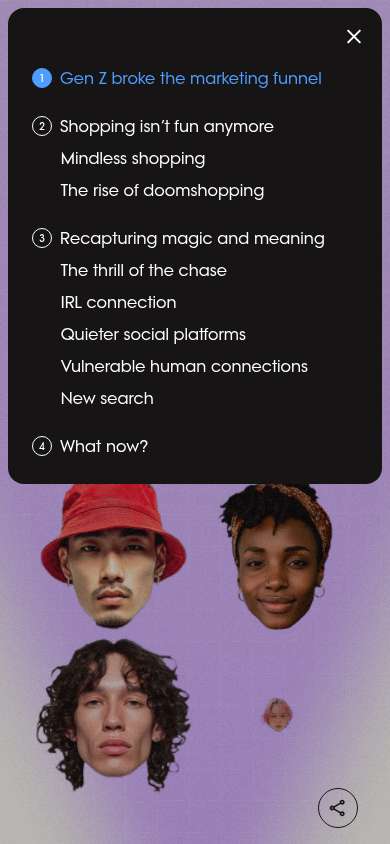 1 Gen Z broke the marketing funnel
2 Shopping isn’t fun anymore
Mindless shopping
The rise of doomshopping
3 Recapturing magic and meaning
The thrill of the chase
IRL connection
Quieter social platforms
Vulnerable human connections
New search
4 What now?